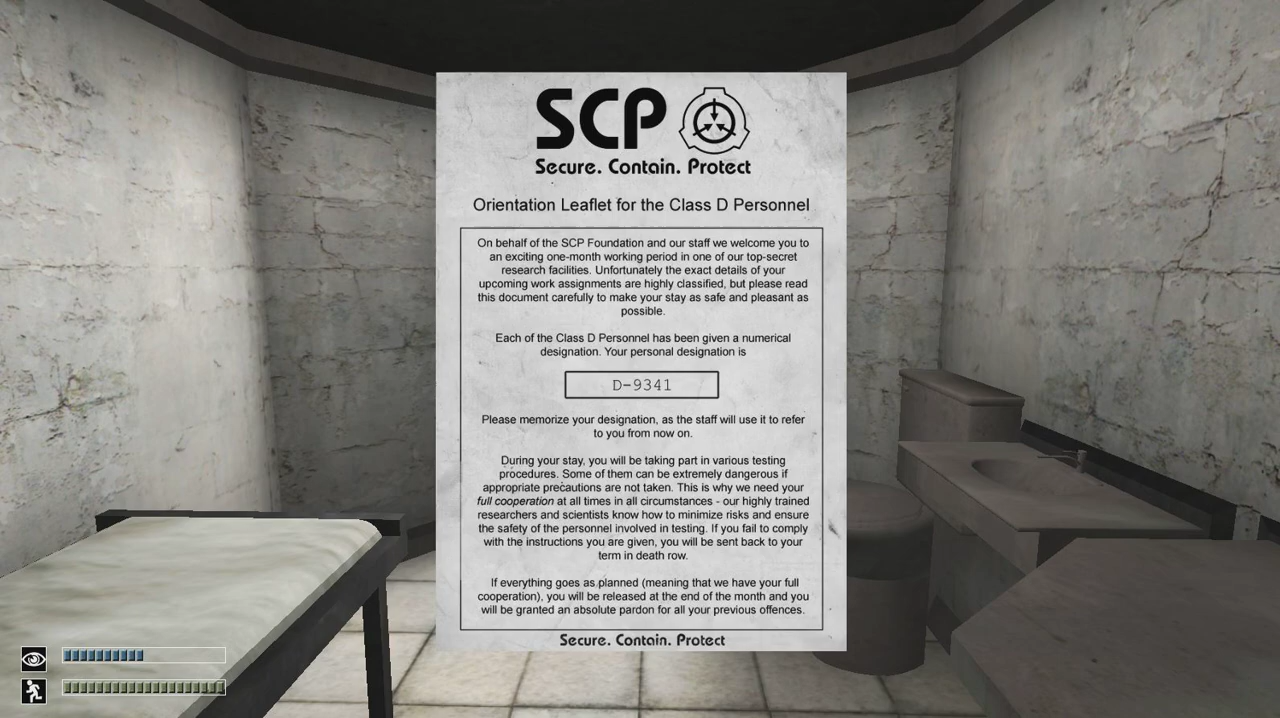 SCP
Secure. Contain. Protect
Orientation Leaflet for the Class D Personnel
On behalf of the SCP Foundation and our staff we welcome you to
an exciting one-month working period in one of our top-secret
research facilities. Unfortunately the exact details of your
upcoming work assignments are highly classified, but please read
this document carefully to make your stay as safe and pleasant as
possible.
Each of the Class D Personnel has been given a numerical
designation. Your personal designation is
D-9341
Please memorize your designation, as the staff will use it to refer
to you from now on.
During your stay, you will be taking part in various testing
procedures. Some of them can be extremely dangerous if
appropriate precautions are not taken. This is why we need your
full cooperation at all times in all circumstances - our highly trained
researchers and scientists know how to minimize risks and ensure
the safety of the personnel involved in testing. If you fail to comply
with the instructions you are given, you will be sent back to your
term in death row.
If everything goes as planned (meaning that we have your full
cooperation), you will be released at the end of the month and you
will be granted an absolute pardon for all your previous offences.
Secure. Contain. Protect